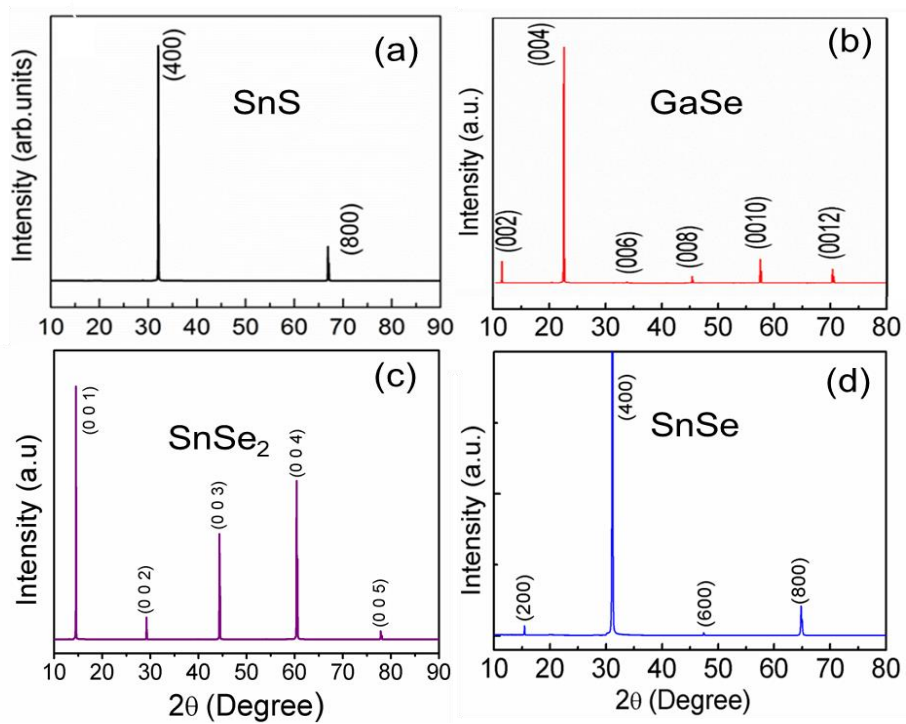 (a)
(400)
SnS
(800)
Intensity (arb.units)
10 20 30 40 50 60 70 80 90
(b)
(004)
GaSe
(002)
(006)
(008)
(0010)
(0012)
Intensity (a.u.)
10 20 30 40 50 60 70 80
(c)
(0 0 1)
SnSe2
(0 0 2)
(0 0 3)
(0 0 4)
(0 0 5)
Intensity (a.u)
10 20 30 40 50 60 70 80 90
2θ (Degree)
(d)
(400)
SnSe
(200)
(600)
(800)
Intensity (a.u.)
10 20 30 40 50 60 70 80
2θ (Degree)